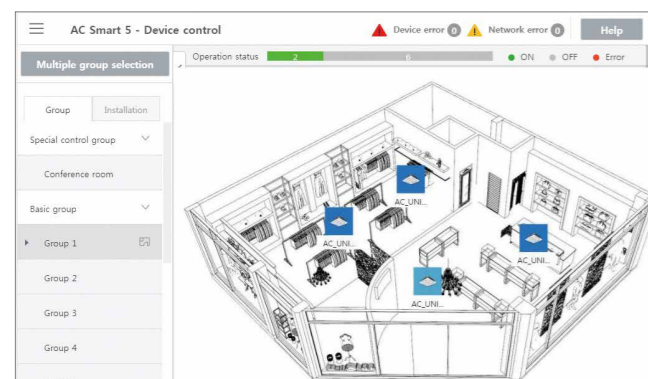 AC Smart 5 - Device control
Device error 0
Network error 0
Help
Multiple group selection
Operation status 2 6 ON OFF Error
Group Installation
Special control group
Conference room
Basic group
Group 1
Group 2
Group 3
Group 4
AC_UNI...
AC_UNI...
AC_UNI...
AC_UNI...